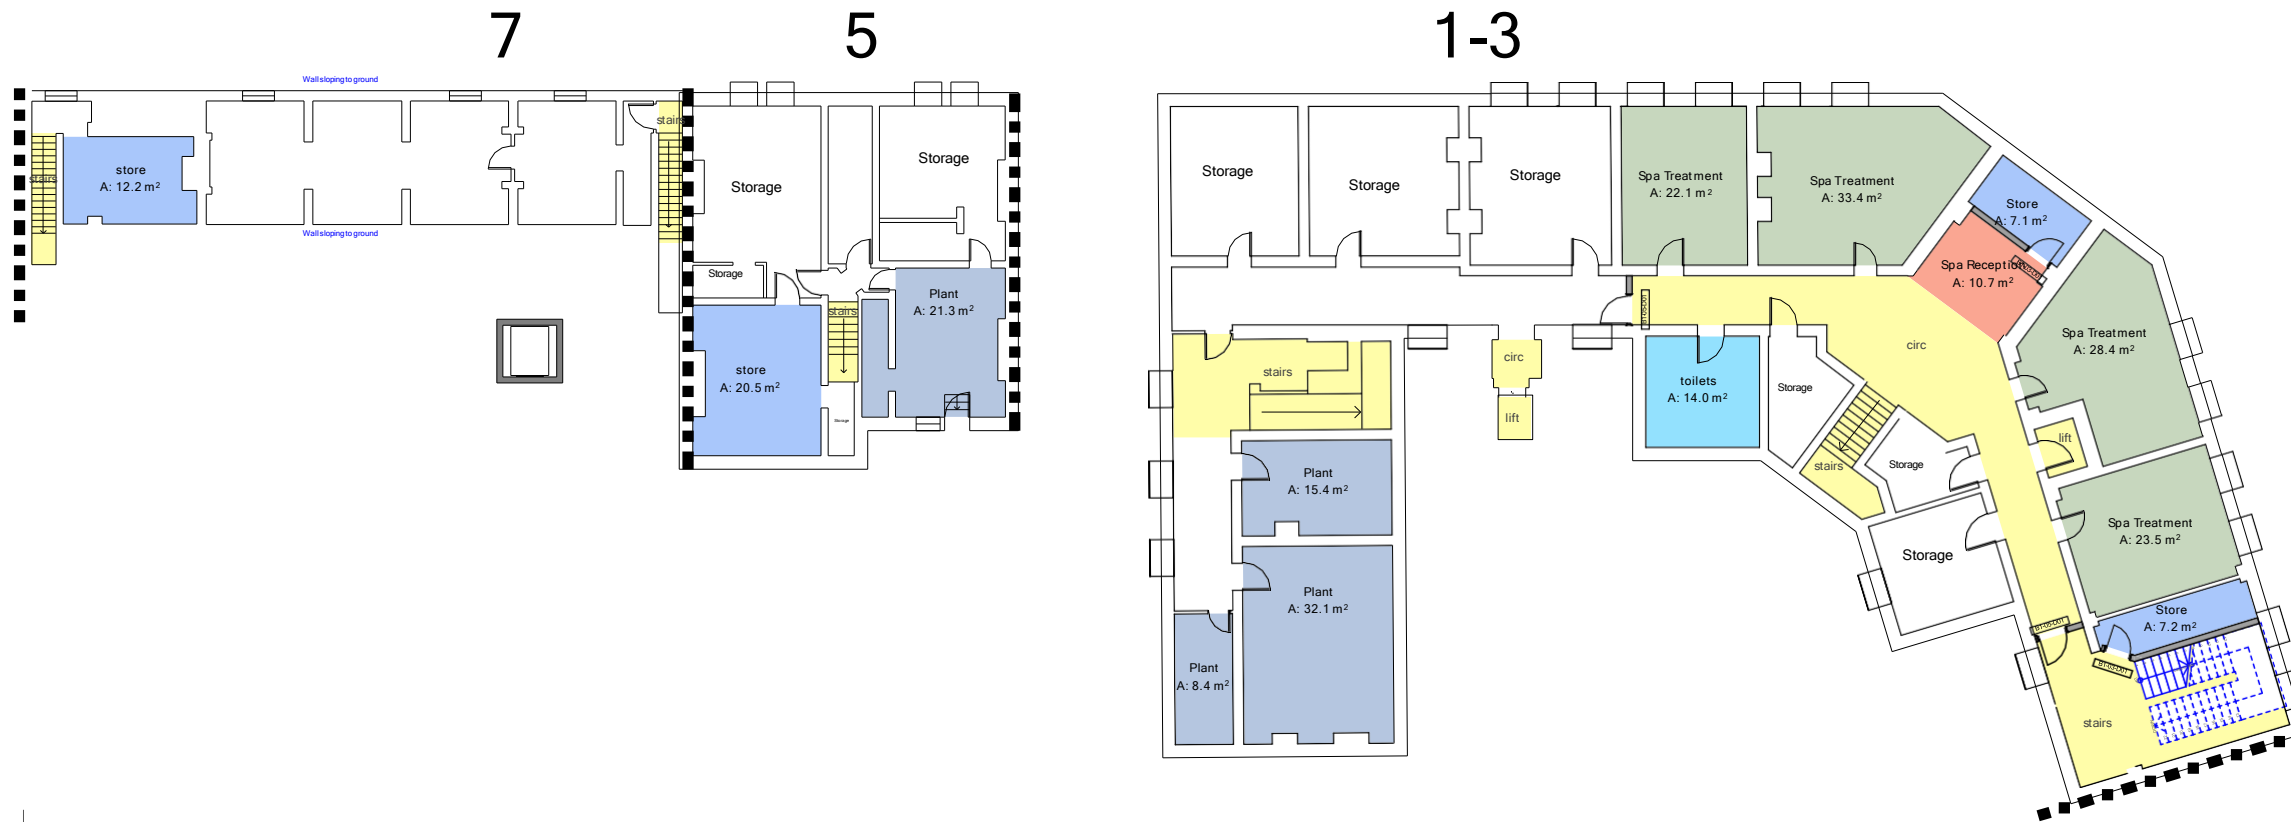 7
5
1-3
Wall sloping to ground
stairs
store
A: 12.2 m²
stairs
Wall sloping to ground
Storage
Storage
Storage
Plant
A: 21.3 m²
stairs
store
A: 20.5 m²
Storage
Storage
Storage
Storage
Spa Treatment
A: 22.1 m²
Spa Treatment
A: 33.4 m²
Store
A: 7.1 m²
Spa Reception
A: 10.7 m²
Spa Treatment
A: 28.4 m²
circ
circ
stairs
lift
toilets
A: 14.0 m²
Storage
stairs
Storage
lift
Plant
A: 15.4 m²
Spa Treatment
A: 23.5 m²
Storage
Plant
A: 32.1 m²
Store
A: 7.2 m²
Plant
A: 8.4 m²
stairs